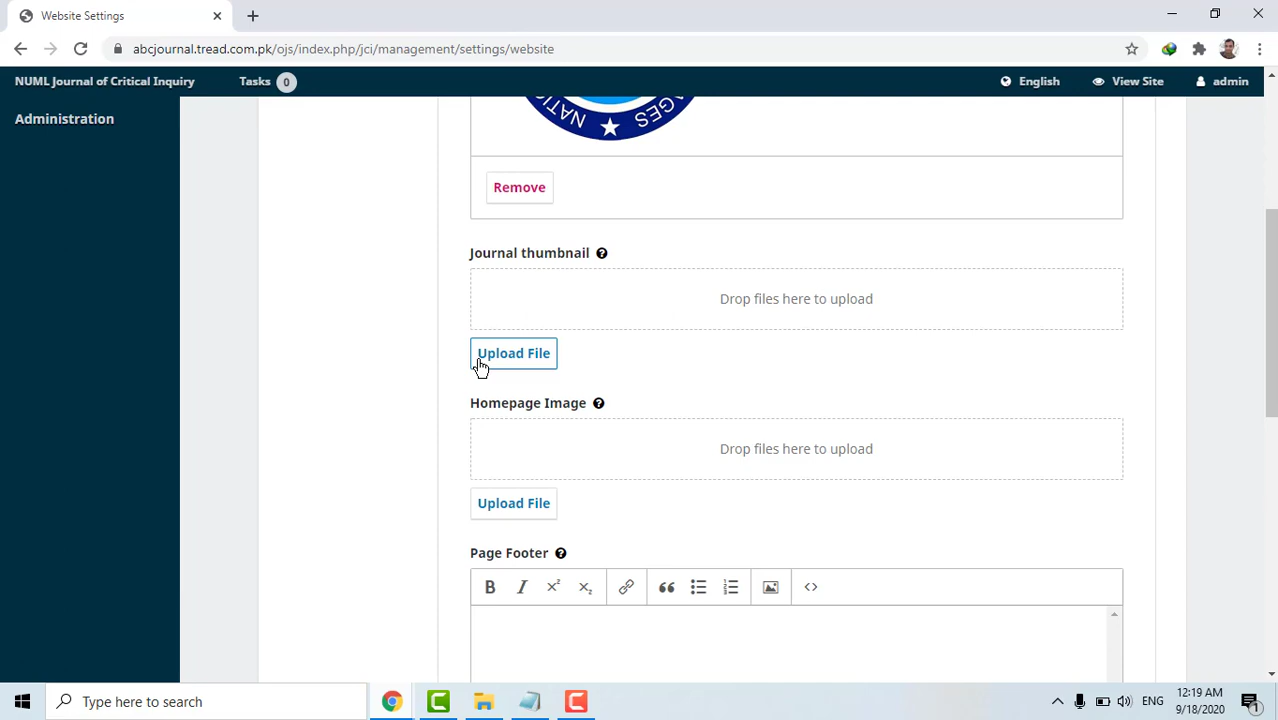 Website Settings
abcjournal.tread.com.pk/ojs/index.php/jci/management/settings/website
NUML Journal of Critical Inquiry Tasks 0 English View Site admin
Administration
NATI
AGES
Remove
Journal thumbnail
Drop files here to upload
Upload File
Homepage Image
Drop files here to upload
Upload File
Page Footer
Type here to search
ENG
12:19 AM
9/18/2020